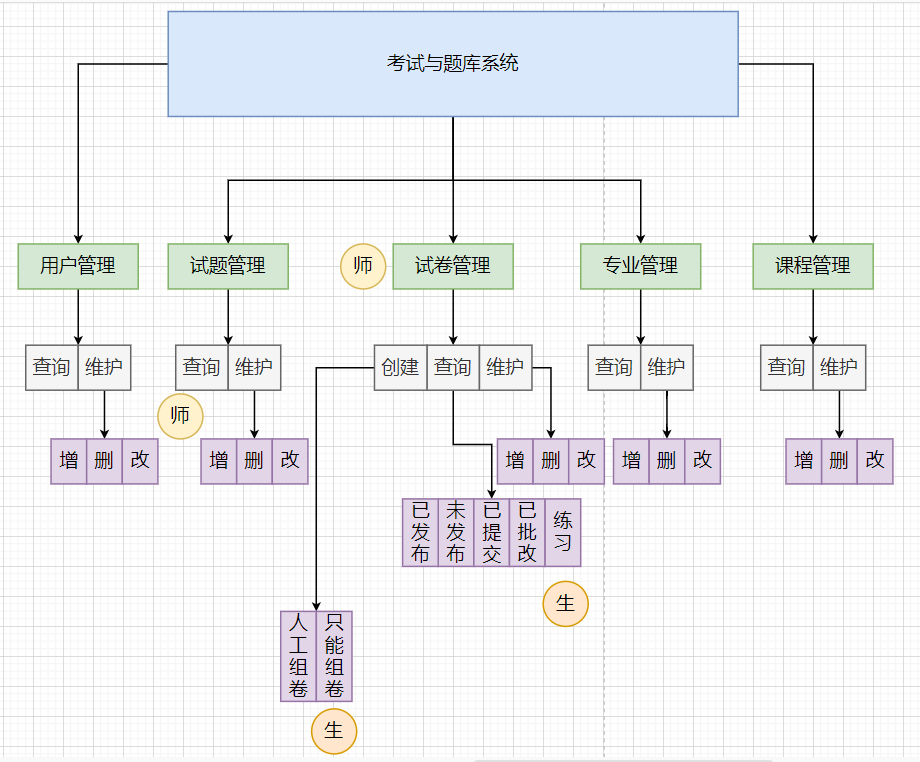 考试与题库系统
用户管理
试题管理
师
试卷管理
专业管理
课程管理
查询 维护
查询 维护
创建 查询 维护
查询 维护
查询 维护
师
增 删 改
增 删 改
增 删 改
增 删 改
增 删 改
已发布 未发布 已提交 已批改 练习
生
人工组卷 只能组卷
生